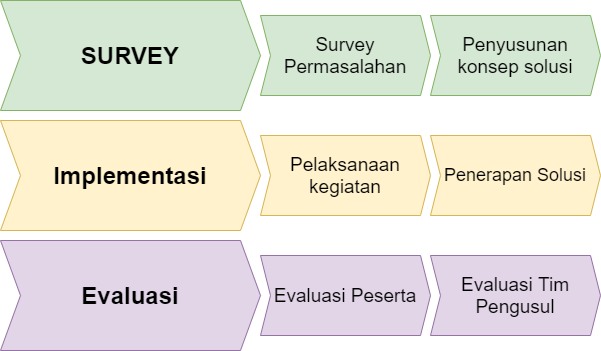 SURVEY
Survey
Permasalahan
Penyusunan
konsep solusi
Implementasi
Pelaksanaan
kegiatan
Penerapan Solusi
Evaluasi
Evaluasi Peserta
Evaluasi Tim
Pengusul